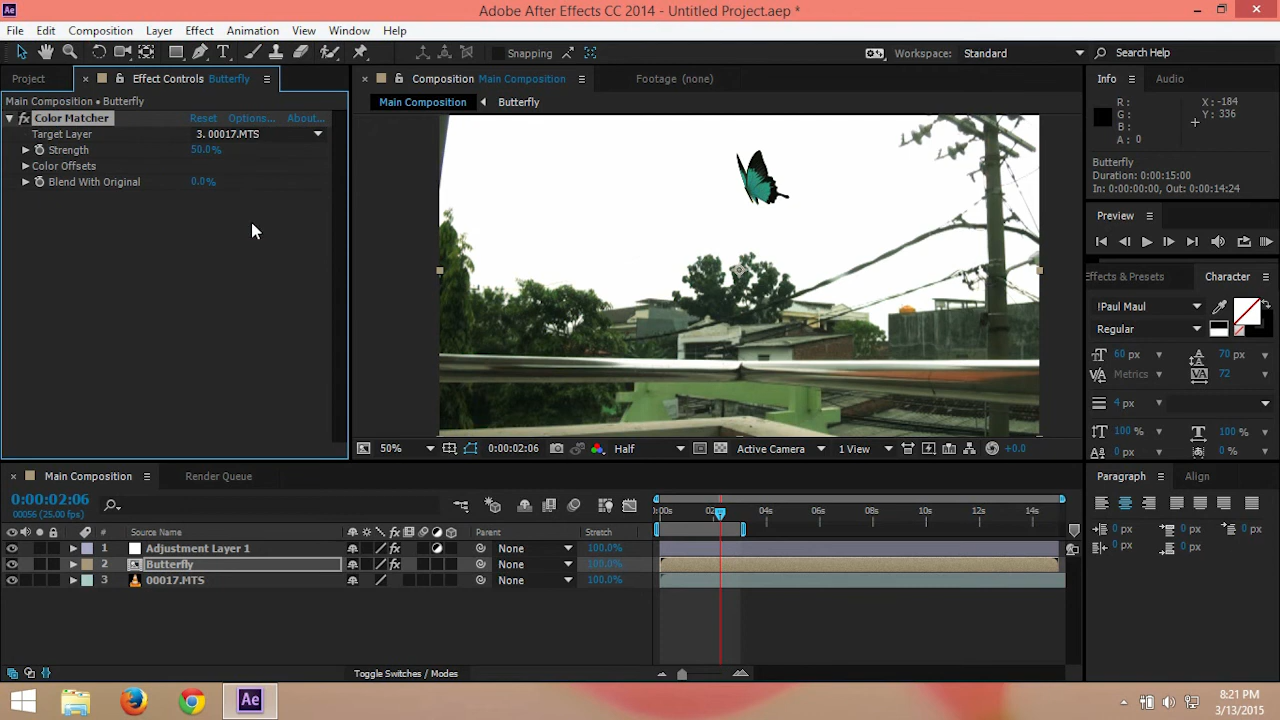 Adobe After Effects CC 2014 - Untitled Project.aep *
File Edit Composition Layer Effect Animation View Window Help
Snapping
Workspace: Standard
Search Help
Project
Effect Controls Butterfly
Main Composition • Butterfly
fx Color Matcher Reset Options... About...
Target Layer 3. 00017.MTS
Strength 50.0%
Color Offsets
Blend With Original 0.0%
Composition Main Composition
Footage (none)
Main Composition
Butterfly
50%
0:00:02:06
Half
Active Camera
1 View
+0.0
Info
Audio
R: X: -184
G: Y: 336
B:
A: 0
Butterfly
Duration: 0:00:15:00
In: 0:00:00:00, Out: 0:00:14:24
Preview
ffects & Presets
Character
!Paul Maul
Regular
60 px 70 px
Metrics 72
4 px
100 % 100 %
0 px 0 %
Paragraph
Align
0 px 0 px 0 px
0 px 0 px
Main Composition
Render Queue
0:00:02:06
00056 (25.00 fps)
# Source Name Parent Stretch
1 Adjustment Layer 1 fx None 100.0%
2 Butterfly fx None 100.0%
3 00017.MTS None 100.0%
:00s 04s 06s 08s 10s 12s 14s
Toggle Switches / Modes
Ae
8:21 PM
3/13/2015